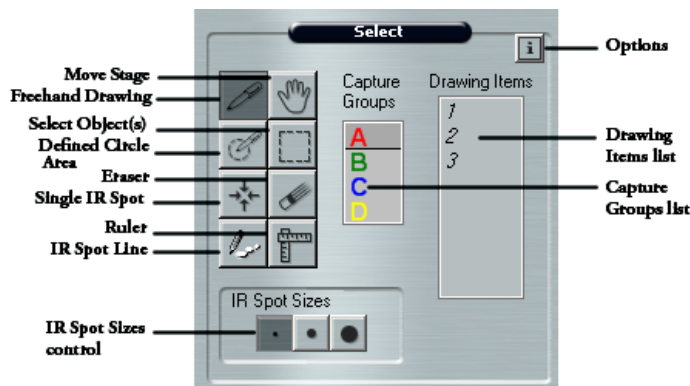 Select
i
Options
Move Stage
Freehand Drawing
Select Object(s)
Defined Circle
Area
Eraser
Single IR Spot
Ruler
IR Spot Line
Capture
Groups
A
B
C
D
Drawing Items
1
2
3
Drawing
Items list
Capture
Groups list
IR Spot Sizes
IR Spot Sizes
control